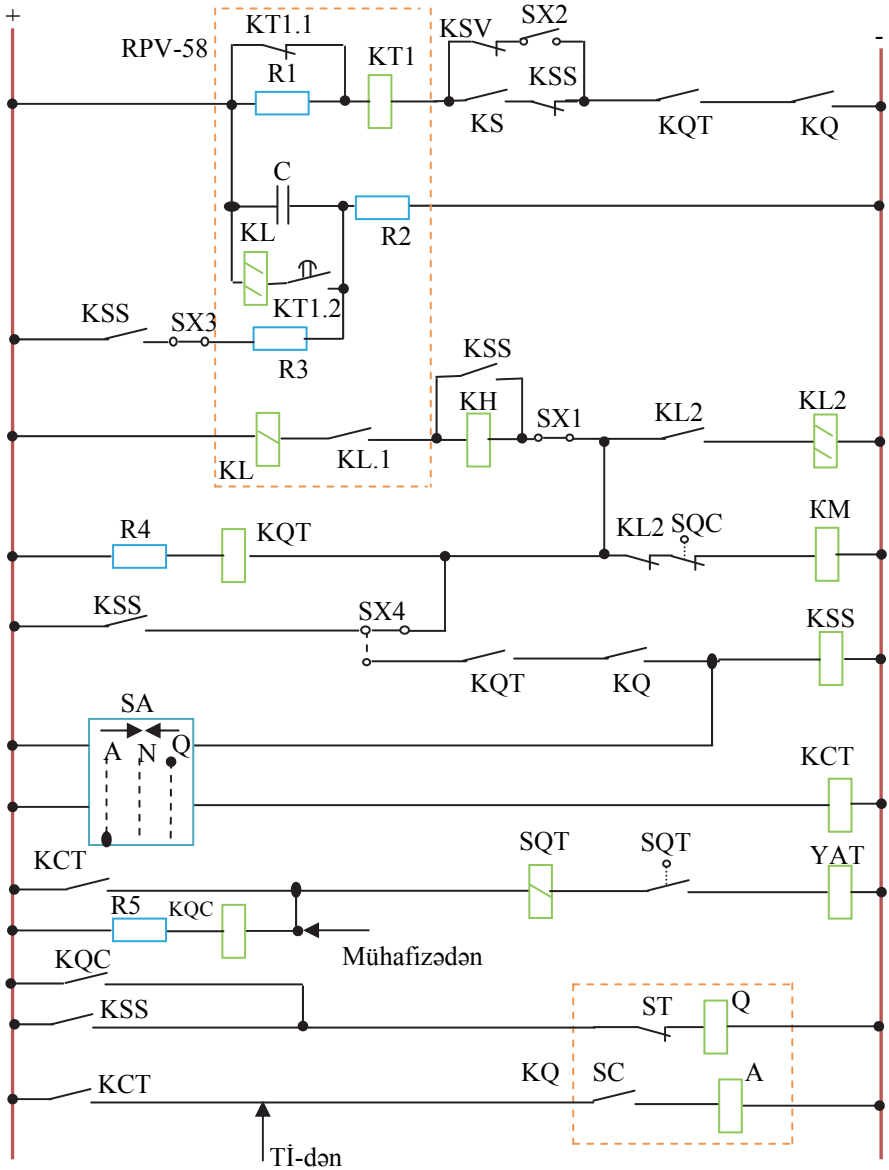 +
KT1.1
KSV
SX2
RPV-58
KT1
-
R1
KSS
KS
KQT
KQ
C
KL
R2
KT1.2
KSS
SX3
R3
KSS
KH
SX1
KL2
KL2
KL
KL.1
R4
KQT
KL2
SQC
KM
KSS
SX4
KSS
KQT
KQ
SA
A
N
Q
KCT
KCT
SQT
SQT
YAT
R5
KQC
Mühafizədən
KQC
KSS
ST
Q
KCT
KQ
SC
A
Tİ-dən